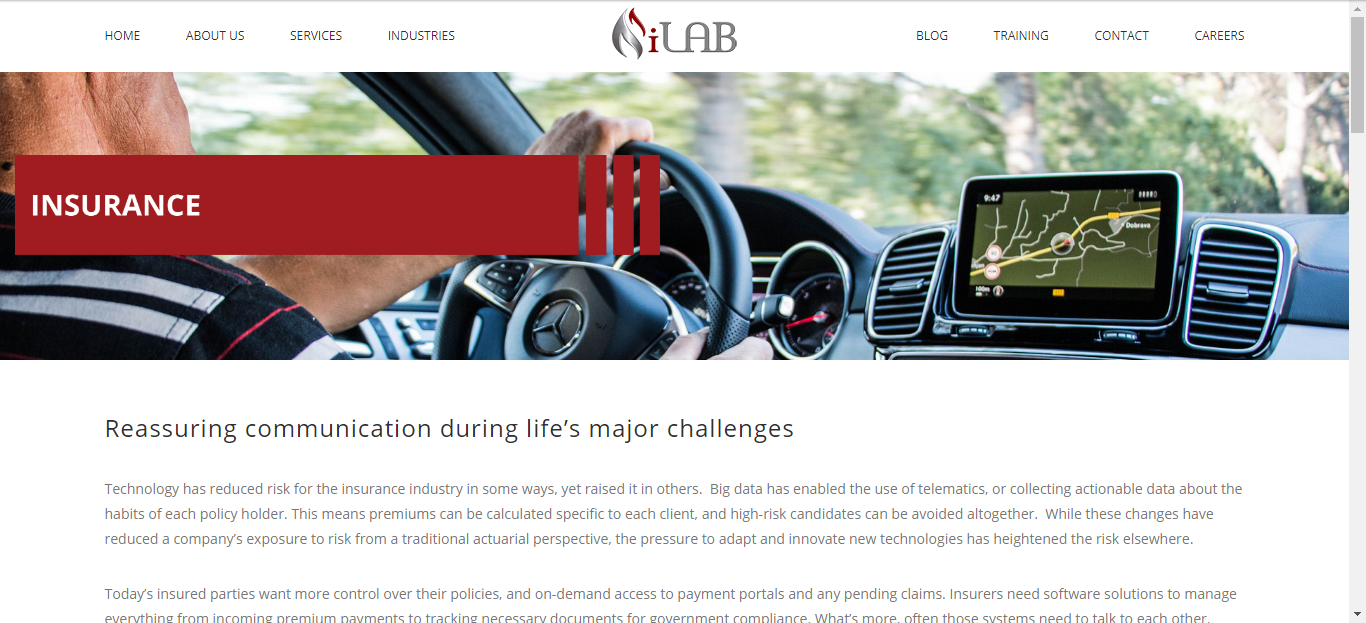 HOME ABOUT US SERVICES INDUSTRIES iLAB BLOG TRAINING CONTACT CAREERS
INSURANCE
9:47
Dobrava
100m
Reassuring communication during life’s major challenges
Technology has reduced risk for the insurance industry in some ways, yet raised it in others.  Big data has enabled the use of telematics, or collecting actionable data about the
habits of each policy holder. This means premiums can be calculated specific to each client, and high-risk candidates can be avoided altogether.  While these changes have
reduced a company’s exposure to risk from a traditional actuarial perspective, the pressure to adapt and innovate new technologies has heightened the risk elsewhere.
Today’s insured parties want more control over their policies, and on-demand access to payment portals and any pending claims. Insurers need software solutions to manage
everything from incoming premium payments to tracking necessary documents for government compliance. What’s more, often those systems need to talk to each other,